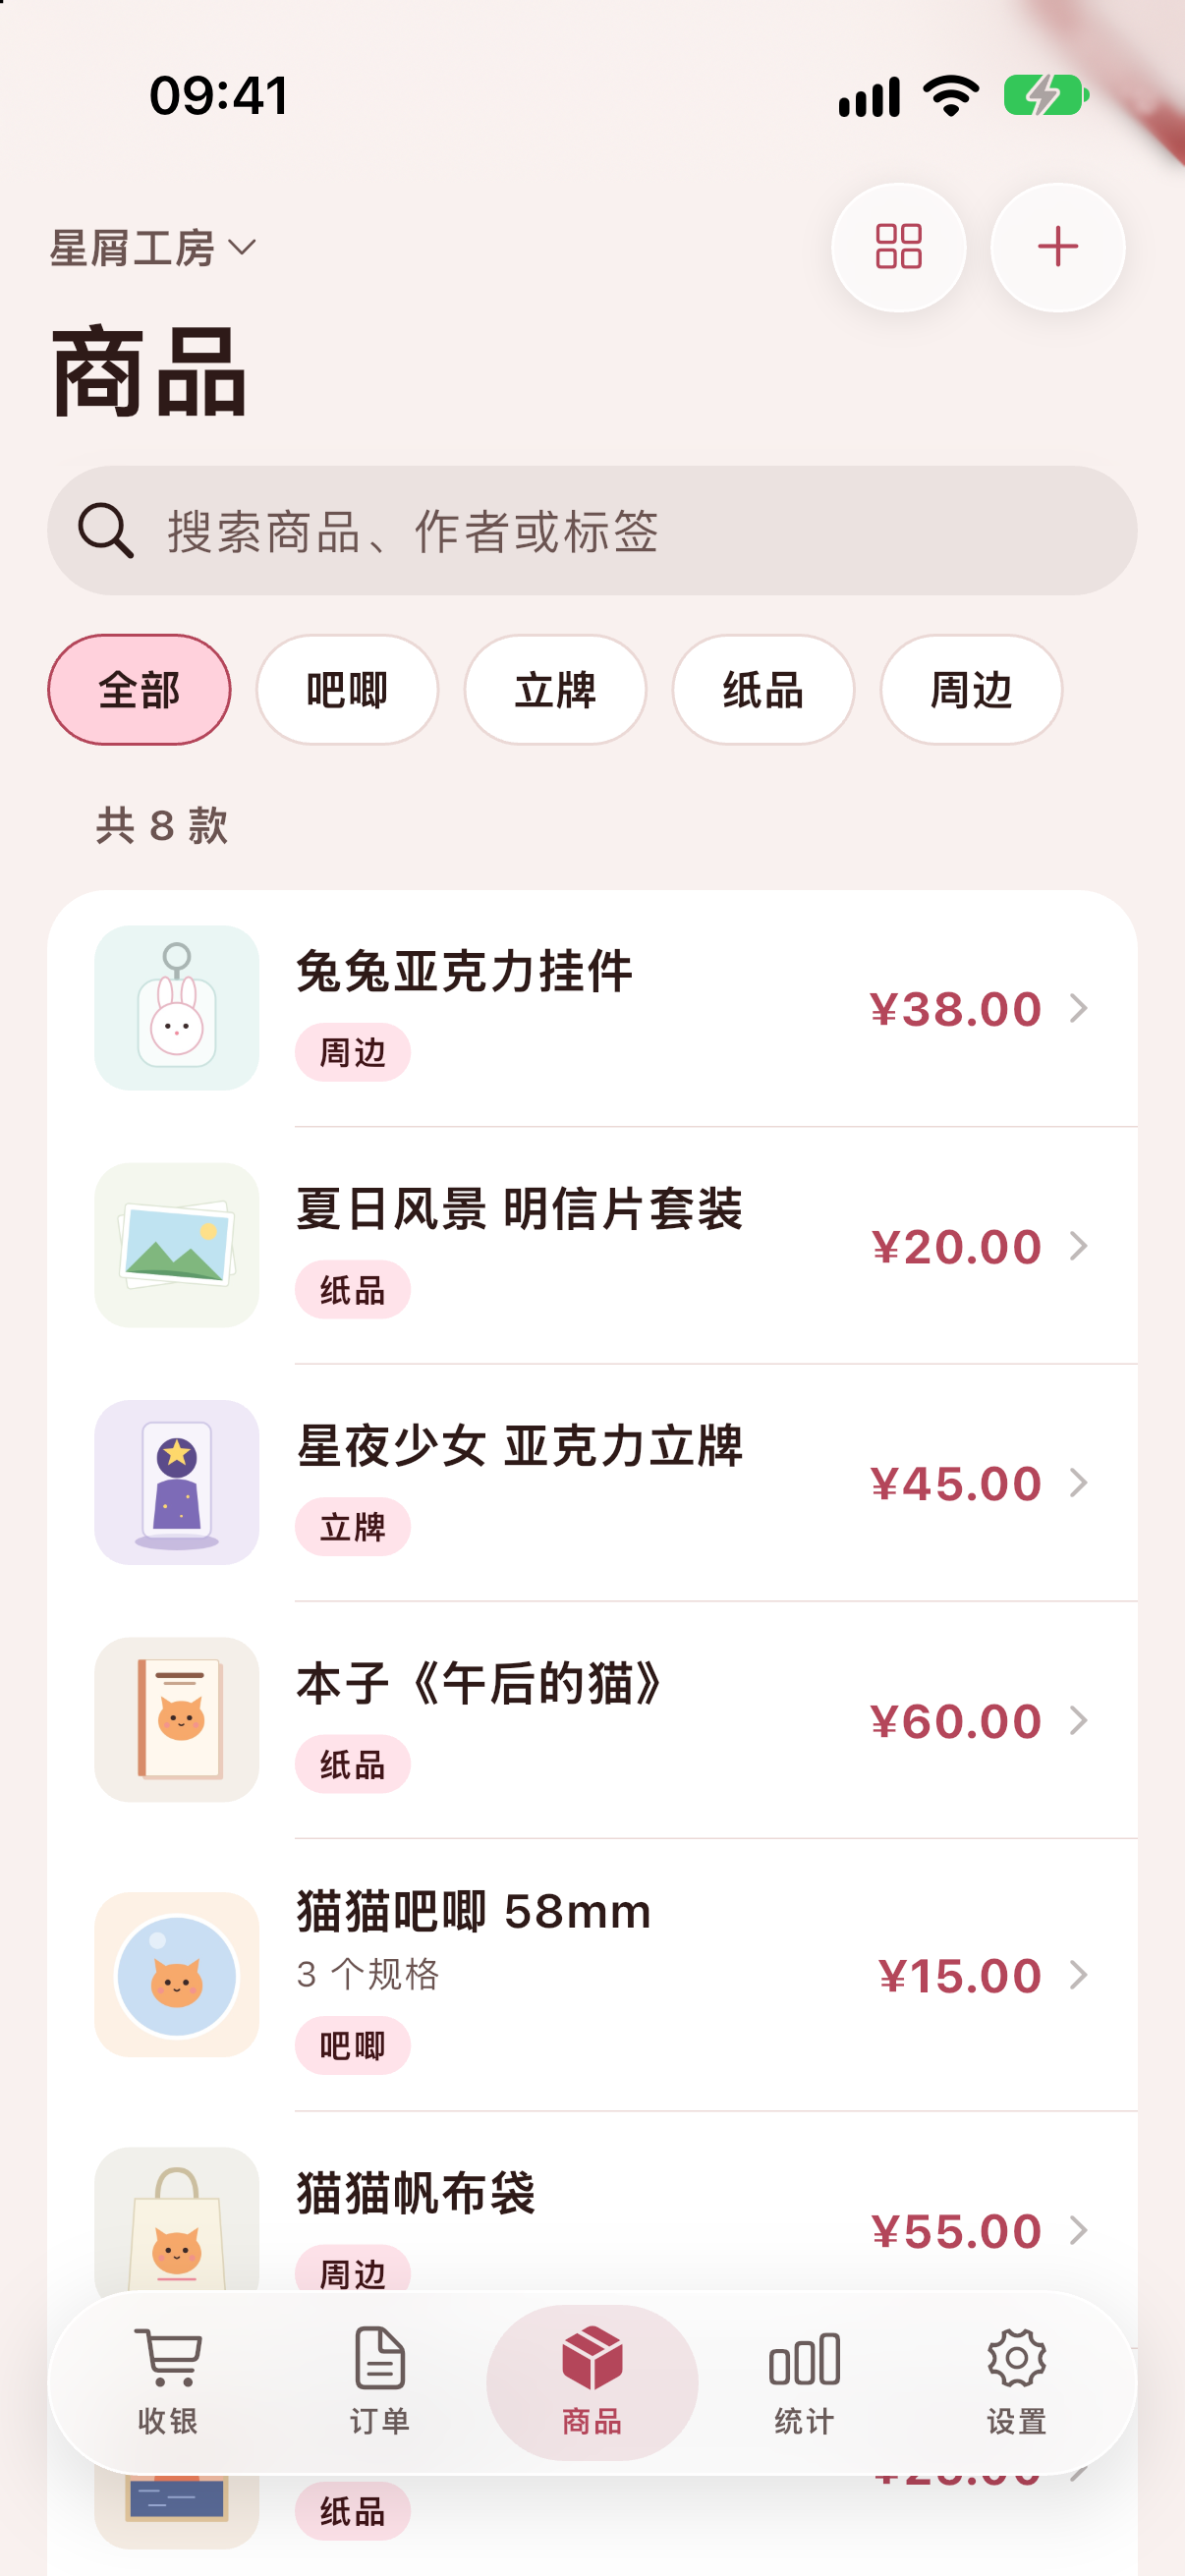 09:41
星屑工房
商品
搜索商品、作者或标签
全部 吧唧 立牌 纸品 周边
共 8 款
兔兔亚克力挂件
周边
¥38.00
夏日风景 明信片套装
纸品
¥20.00
星夜少女 亚克力立牌
立牌
¥45.00
本子《午后的猫》
纸品
¥60.00
猫猫吧唧 58mm
3 个规格
吧唧
¥15.00
猫猫帆布袋
周边
¥55.00
收银 订单 商品 统计 设置
纸品